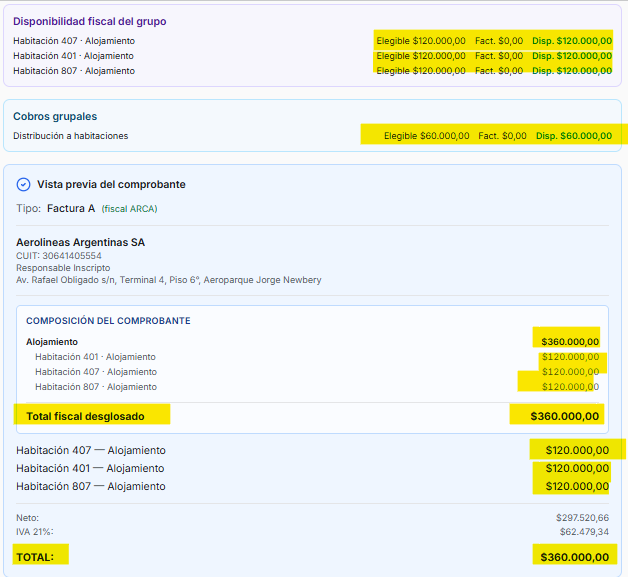 Disponibilidad fiscal del grupo
Habitación 407 · Alojamiento Elegible $120.000,00 Fact. $0,00 Disp. $120.000,00
Habitación 401 · Alojamiento Elegible $120.000,00 Fact. $0,00 Disp. $120.000,00
Habitación 807 · Alojamiento Elegible $120.000,00 Fact. $0,00 Disp. $120.000,00
Cobros grupales
Distribución a habitaciones Elegible $60.000,00 Fact. $0,00 Disp. $60.000,00
Vista previa del comprobante
Tipo: Factura A (fiscal ARCA)
Aerolineas Argentinas SA
CUIT: 30641405554
Responsable Inscripto
Av. Rafael Obligado s/n, Terminal 4, Piso 6°, Aeroparque Jorge Newbery
COMPOSICIÓN DEL COMPROBANTE
Alojamiento $360.000,00
Habitación 401 · Alojamiento $120.000,00
Habitación 407 · Alojamiento $120.000,00
Habitación 807 · Alojamiento $120.000,00
Total fiscal desglosado $360.000,00
Habitación 407 — Alojamiento $120.000,00
Habitación 401 — Alojamiento $120.000,00
Habitación 807 — Alojamiento $120.000,00
Neto: $297.520,66
IVA 21%: $62.479,34
TOTAL: $360.000,00